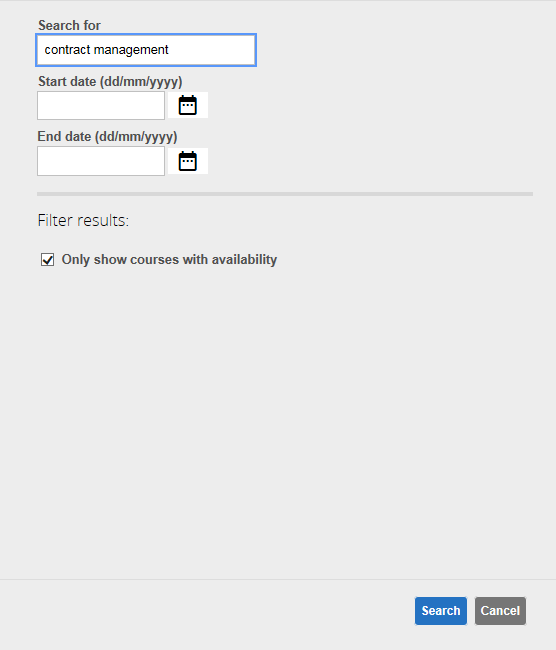 Search for
contract management
Start date (dd/mm/yyyy)
End date (dd/mm/yyyy)
Filter results:
Only show courses with availability
Search Cancel